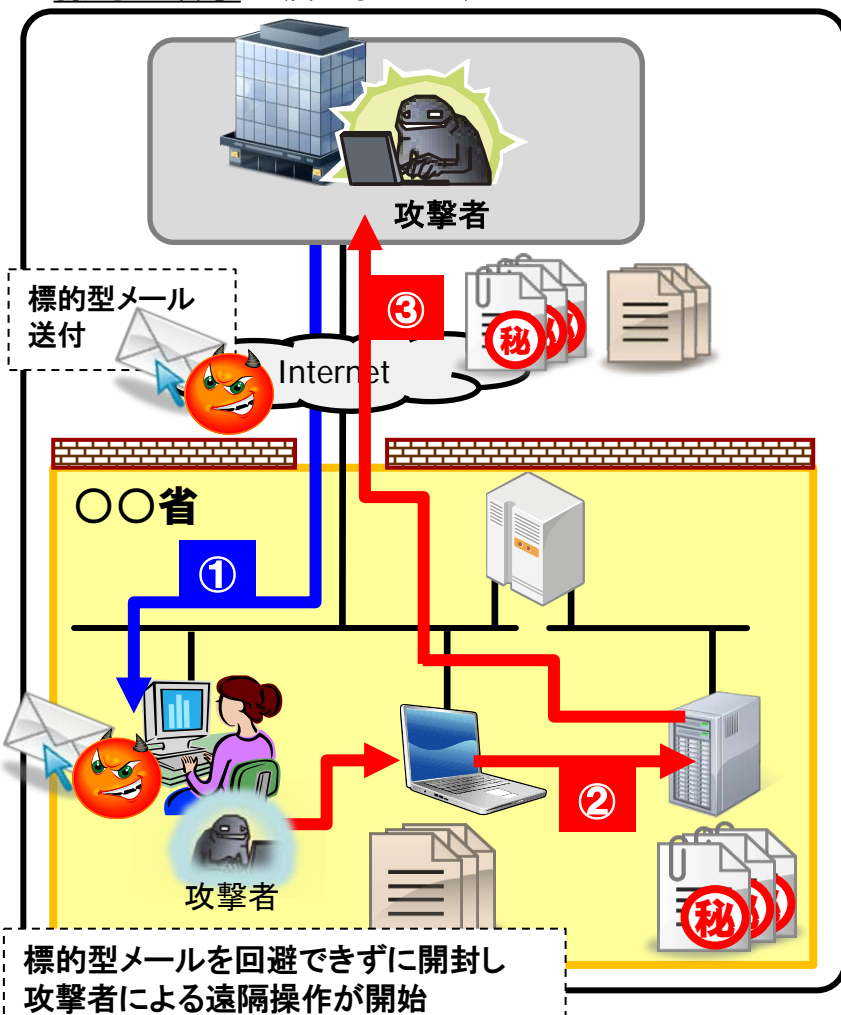 攻撃者
標的型メール
送付
③
秘
Internet
○○省
①
②
攻撃者
秘
標的型メールを回避できずに開封し
攻撃者による遠隔操作が開始